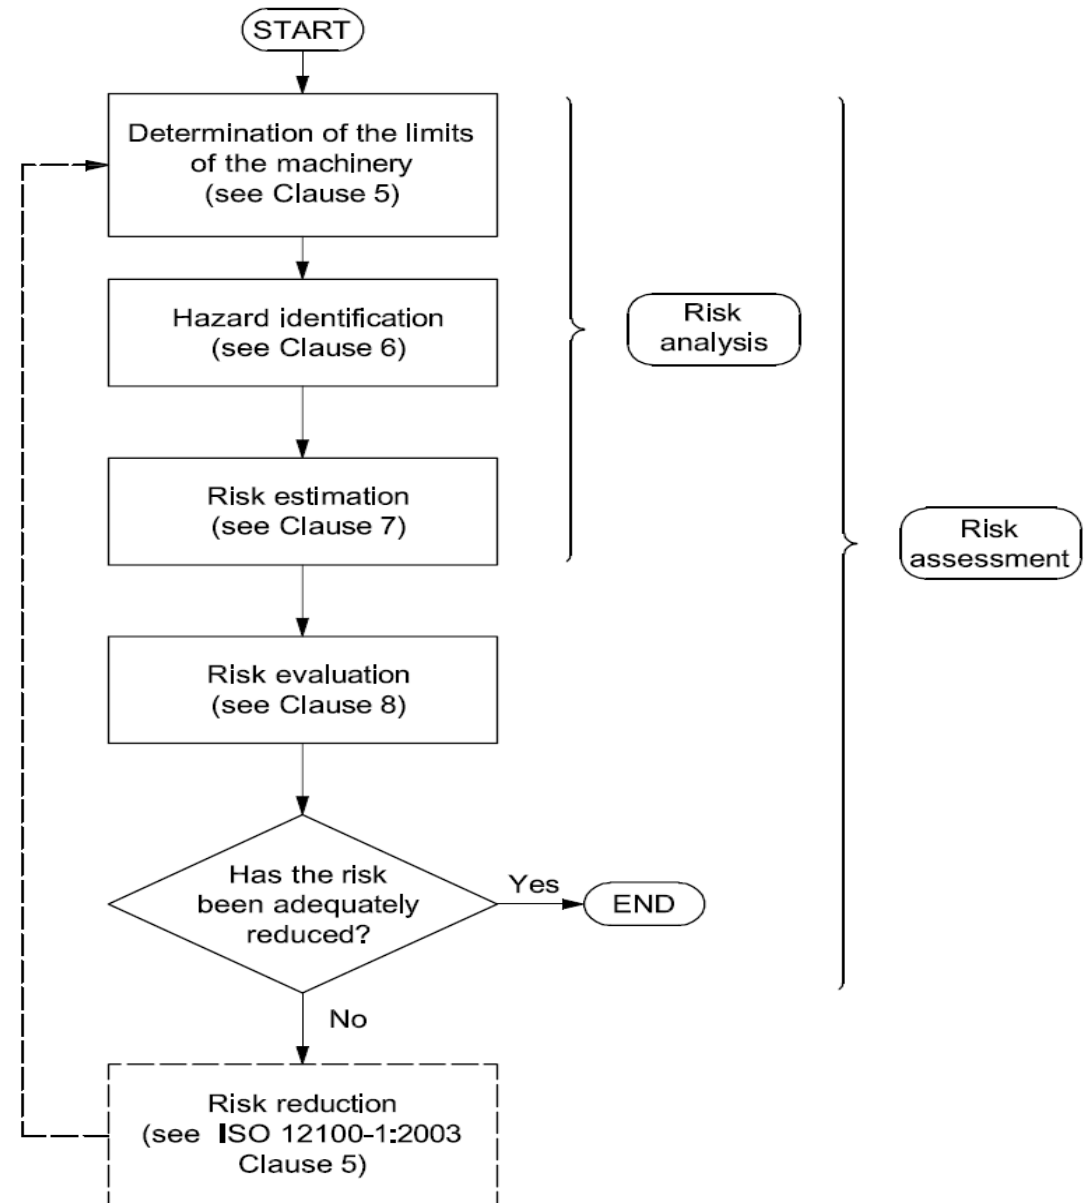 START
Determination of the limits
of the machinery
(see Clause 5)
Hazard identification
(see Clause 6)
Risk
analysis
Risk estimation
(see Clause 7)
Risk
assessment
Risk evaluation
(see Clause 8)
Has the risk
been adequately
reduced?
Yes
END
No
Risk reduction
(see ISO 12100-1:2003
Clause 5)